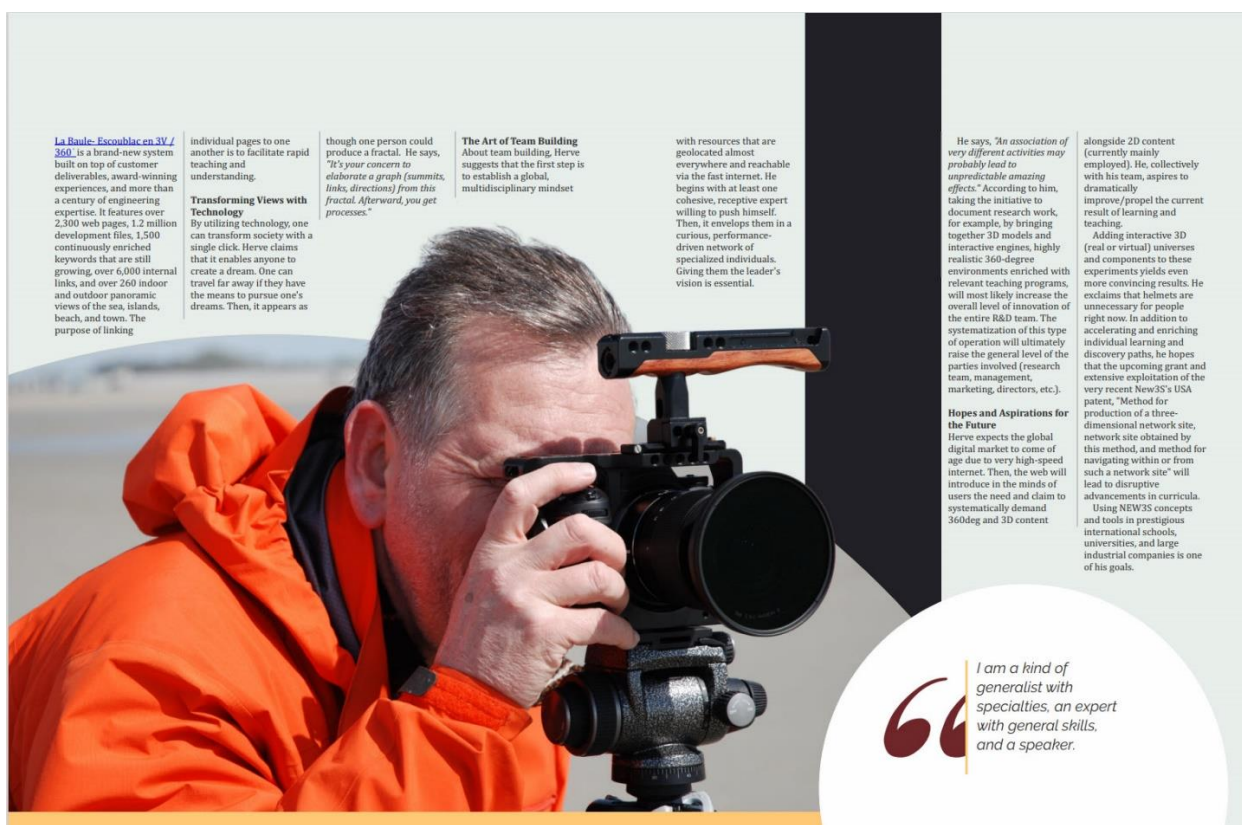 La Baule- Escoublac en 3V /
360° is a brand-new system
built on top of customer
deliverables, award-winning
experiences, and more than
a century of engineering
expertise. It features over
2,300 web pages, 1.2 million
development files, 1,500
continuously enriched
keywords that are still
growing, over 6,000 internal
links, and over 260 indoor
and outdoor panoramic
views of the sea, islands,
beach, and town. The
purpose of linking
individual pages to one
another is to facilitate rapid
teaching and
understanding.
Transforming Views with
Technology
By utilizing technology, one
can transform society with a
single click. Herve claims
that it enables anyone to
create a dream. One can
travel far away if they have
the means to pursue one's
dreams. Then, it appears as
though one person could
produce a fractal. He says,
"It's your concern to
elaborate a graph (summits,
links, directions) from this
fractal. Afterward, you get
processes."
The Art of Team Building
About team building, Herve
suggests that the first step is
to establish a global,
multidisciplinary mindset
with resources that are
geolocated almost
everywhere and reachable
via the fast internet. He
begins with at least one
cohesive, receptive expert
willing to push himself.
Then, it envelops them in a
curious, performance-
driven network of
specialized individuals.
Giving them the leader's
vision is essential.
He says, "An association of
very different activities may
probably lead to
unpredictable amazing
effects." According to him,
taking the initiative to
document research work,
for example, by bringing
together 3D models and
interactive engines, highly
realistic 360-degree
environments enriched with
relevant teaching programs,
will most likely increase the
overall level of innovation of
the entire R&D team. The
systematization of this type
of operation will ultimately
raise the general level of the
parties involved (research
team, management,
marketing, directors, etc.).
Hopes and Aspirations for
the Future
Herve expects the global
digital market to come of
age due to very high-speed
internet. Then, the web will
introduce in the minds of
users the need and claim to
systematically demand
360deg and 3D content
alongside 2D content
(currently mainly
employed). He, collectively
with his team, aspires to
dramatically
improve/propel the current
result of learning and
teaching.
Adding interactive 3D
(real or virtual) universes
and components to these
experiments yields even
more convincing results. He
exclaims that helmets are
unnecessary for people
right now. In addition to
accelerating and enriching
individual learning and
discovery paths, he hopes
that the upcoming grant and
extensive exploitation of the
very recent New3S's USA
patent, "Method for
production of a three-
dimensional network site,
network site obtained by
this method, and method for
navigating within or from
such a network site" will
lead to disruptive
advancements in curricula.
Using NEW3S concepts
and tools in prestigious
international schools,
universities, and large
industrial companies is one
of his goals.
I am a kind of
generalist with
specialties, an expert
with general skills,
and a speaker.